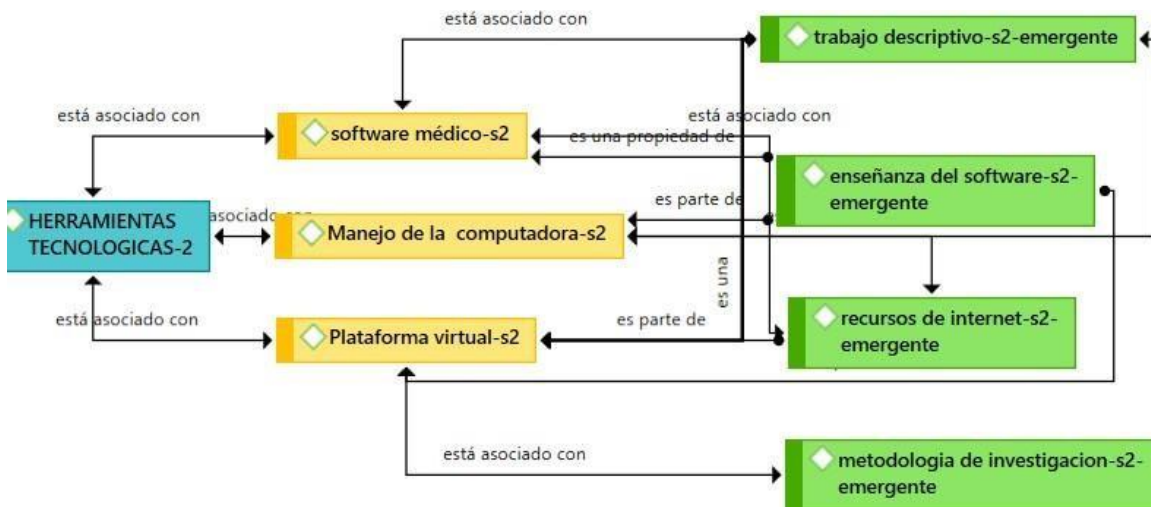 está asociado con
trabajo descriptivo-s2-emergente
está asociado con
software médico-s2
está asociado con
es una propiedad de
enseñanza del software-s2-
emergente
es parte de
HERRAMIENTAS
TECNOLOGICAS-2
asociado con
Manejo de la computadora-s2
es una
está asociado con
Plataforma virtual-s2
es parte de
recursos de internet-s2-
emergente
está asociado con
metodologia de investigacion-s2-
emergente